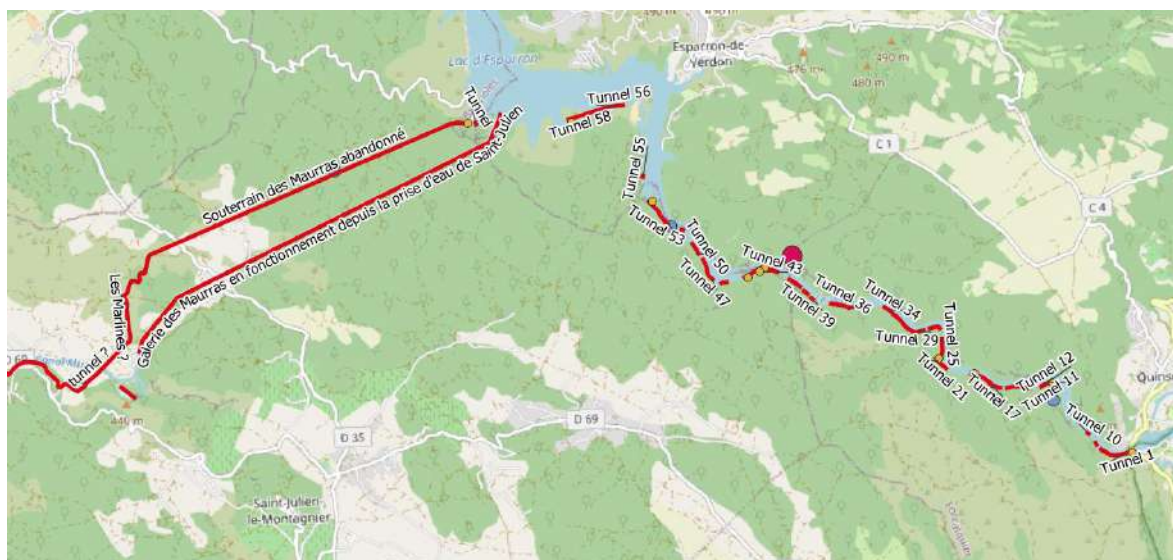 490 m
490 m
Lac d'Esparron
Esparron-de-
Verdon
476 m
490 m
480 m
Tunnel
Tunnel 56
Tunnel 58
C 1
Souterrain des Maurras abandonné
Galerie des Maurras en fonctionnement depuis la prise d'eau de Saint-Julien
Tunnel 55
C 4
Tunnel 53
Tunnel 50
Tunnel 47
Tunnel 43
Tunnel 39
Tunnel 36
Tunnel 34
Tunnel 29
Tunnel 25
Tunnel 21
Tunnel 17
Tunnel 12
Tunnel 11
Tunnel 10
Tunnel 1
Les Marlines ?
tunnel ?
D 69
440 m
D 69
D 35
Saint-Julien-
le-Montagnier